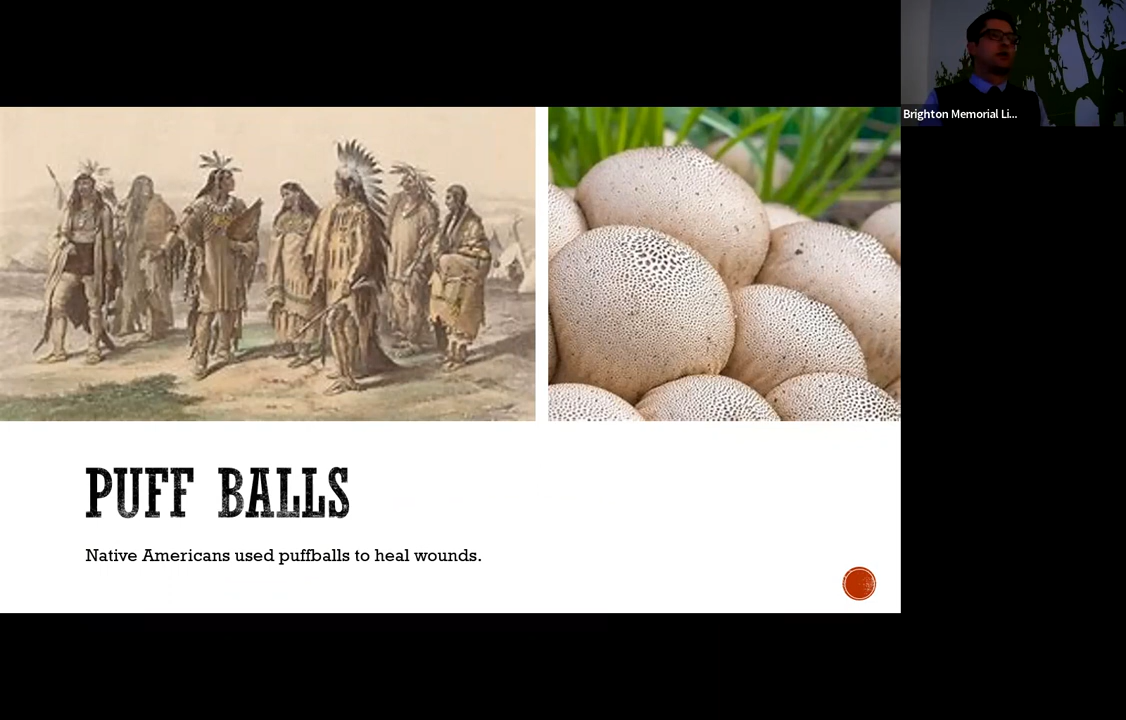 Brighton Memorial Li...
PUFF BALLS
Native Americans used puffballs to heal wounds.